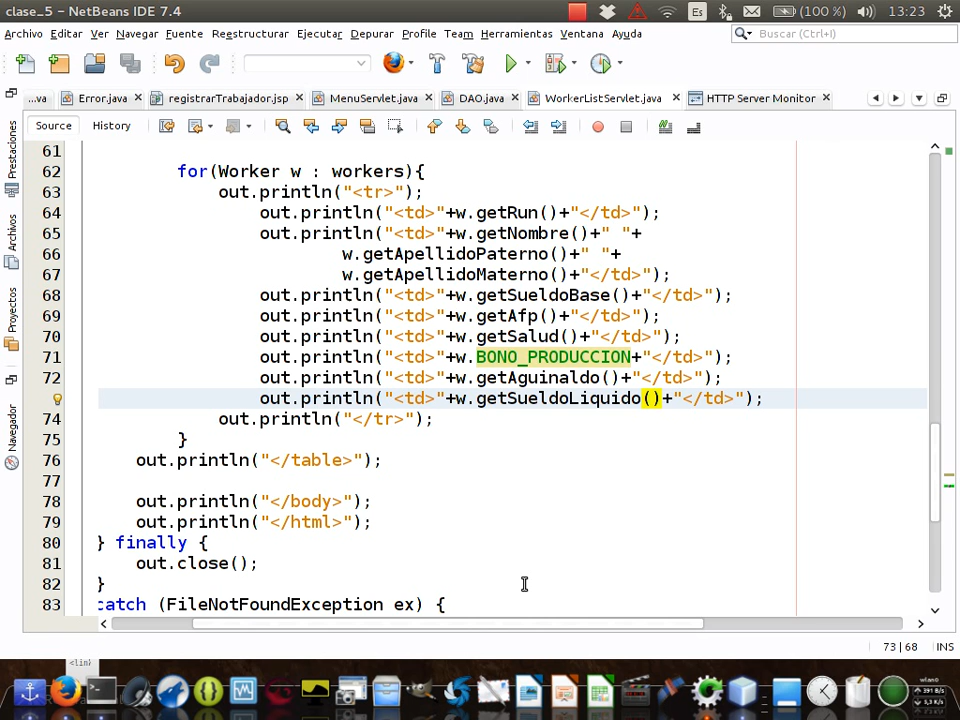 clase_5 - NetBeans IDE 7.4
Es
(100 %)
13:23
Archivo Editar Ver Navegar Fuente Reestructurar Ejecutar Depurar Profile Team Herramientas Ventana Ayuda
Buscar (Ctrl+I)
...va Error.java registrarTrabajador.jsp MenuServlet.java DAO.java WorkerListServlet.java HTTP Server Monitor
Source History
Prestaciones
Archivos
Proyectos
Navegador
61
62 for(Worker w : workers){
63 out.println("<tr>");
64 out.println("<td>"+w.getRun()+"</td>");
65 out.println("<td>"+w.getNombre()+" "+
66 w.getApellidoPaterno()+" "+
67 w.getApellidoMaterno()+"</td>");
68 out.println("<td>"+w.getSueldoBase()+"</td>");
69 out.println("<td>"+w.getAfp()+"</td>");
70 out.println("<td>"+w.getSalud()+"</td>");
71 out.println("<td>"+w.BONO_PRODUCCION+"</td>");
72 out.println("<td>"+w.getAguinaldo()+"</td>");
out.println("<td>"+w.getSueldoLiquido()+"</td>");
74 out.println("</tr>");
75 }
76 out.println("</table>");
77
78 out.println("</body>");
79 out.println("</html>");
80 } finally {
81 out.close();
82 }
83 catch (FileNotFoundException ex) {
73 | 68 INS
<lin}
wlan0
391 B/s
3,3 K/s